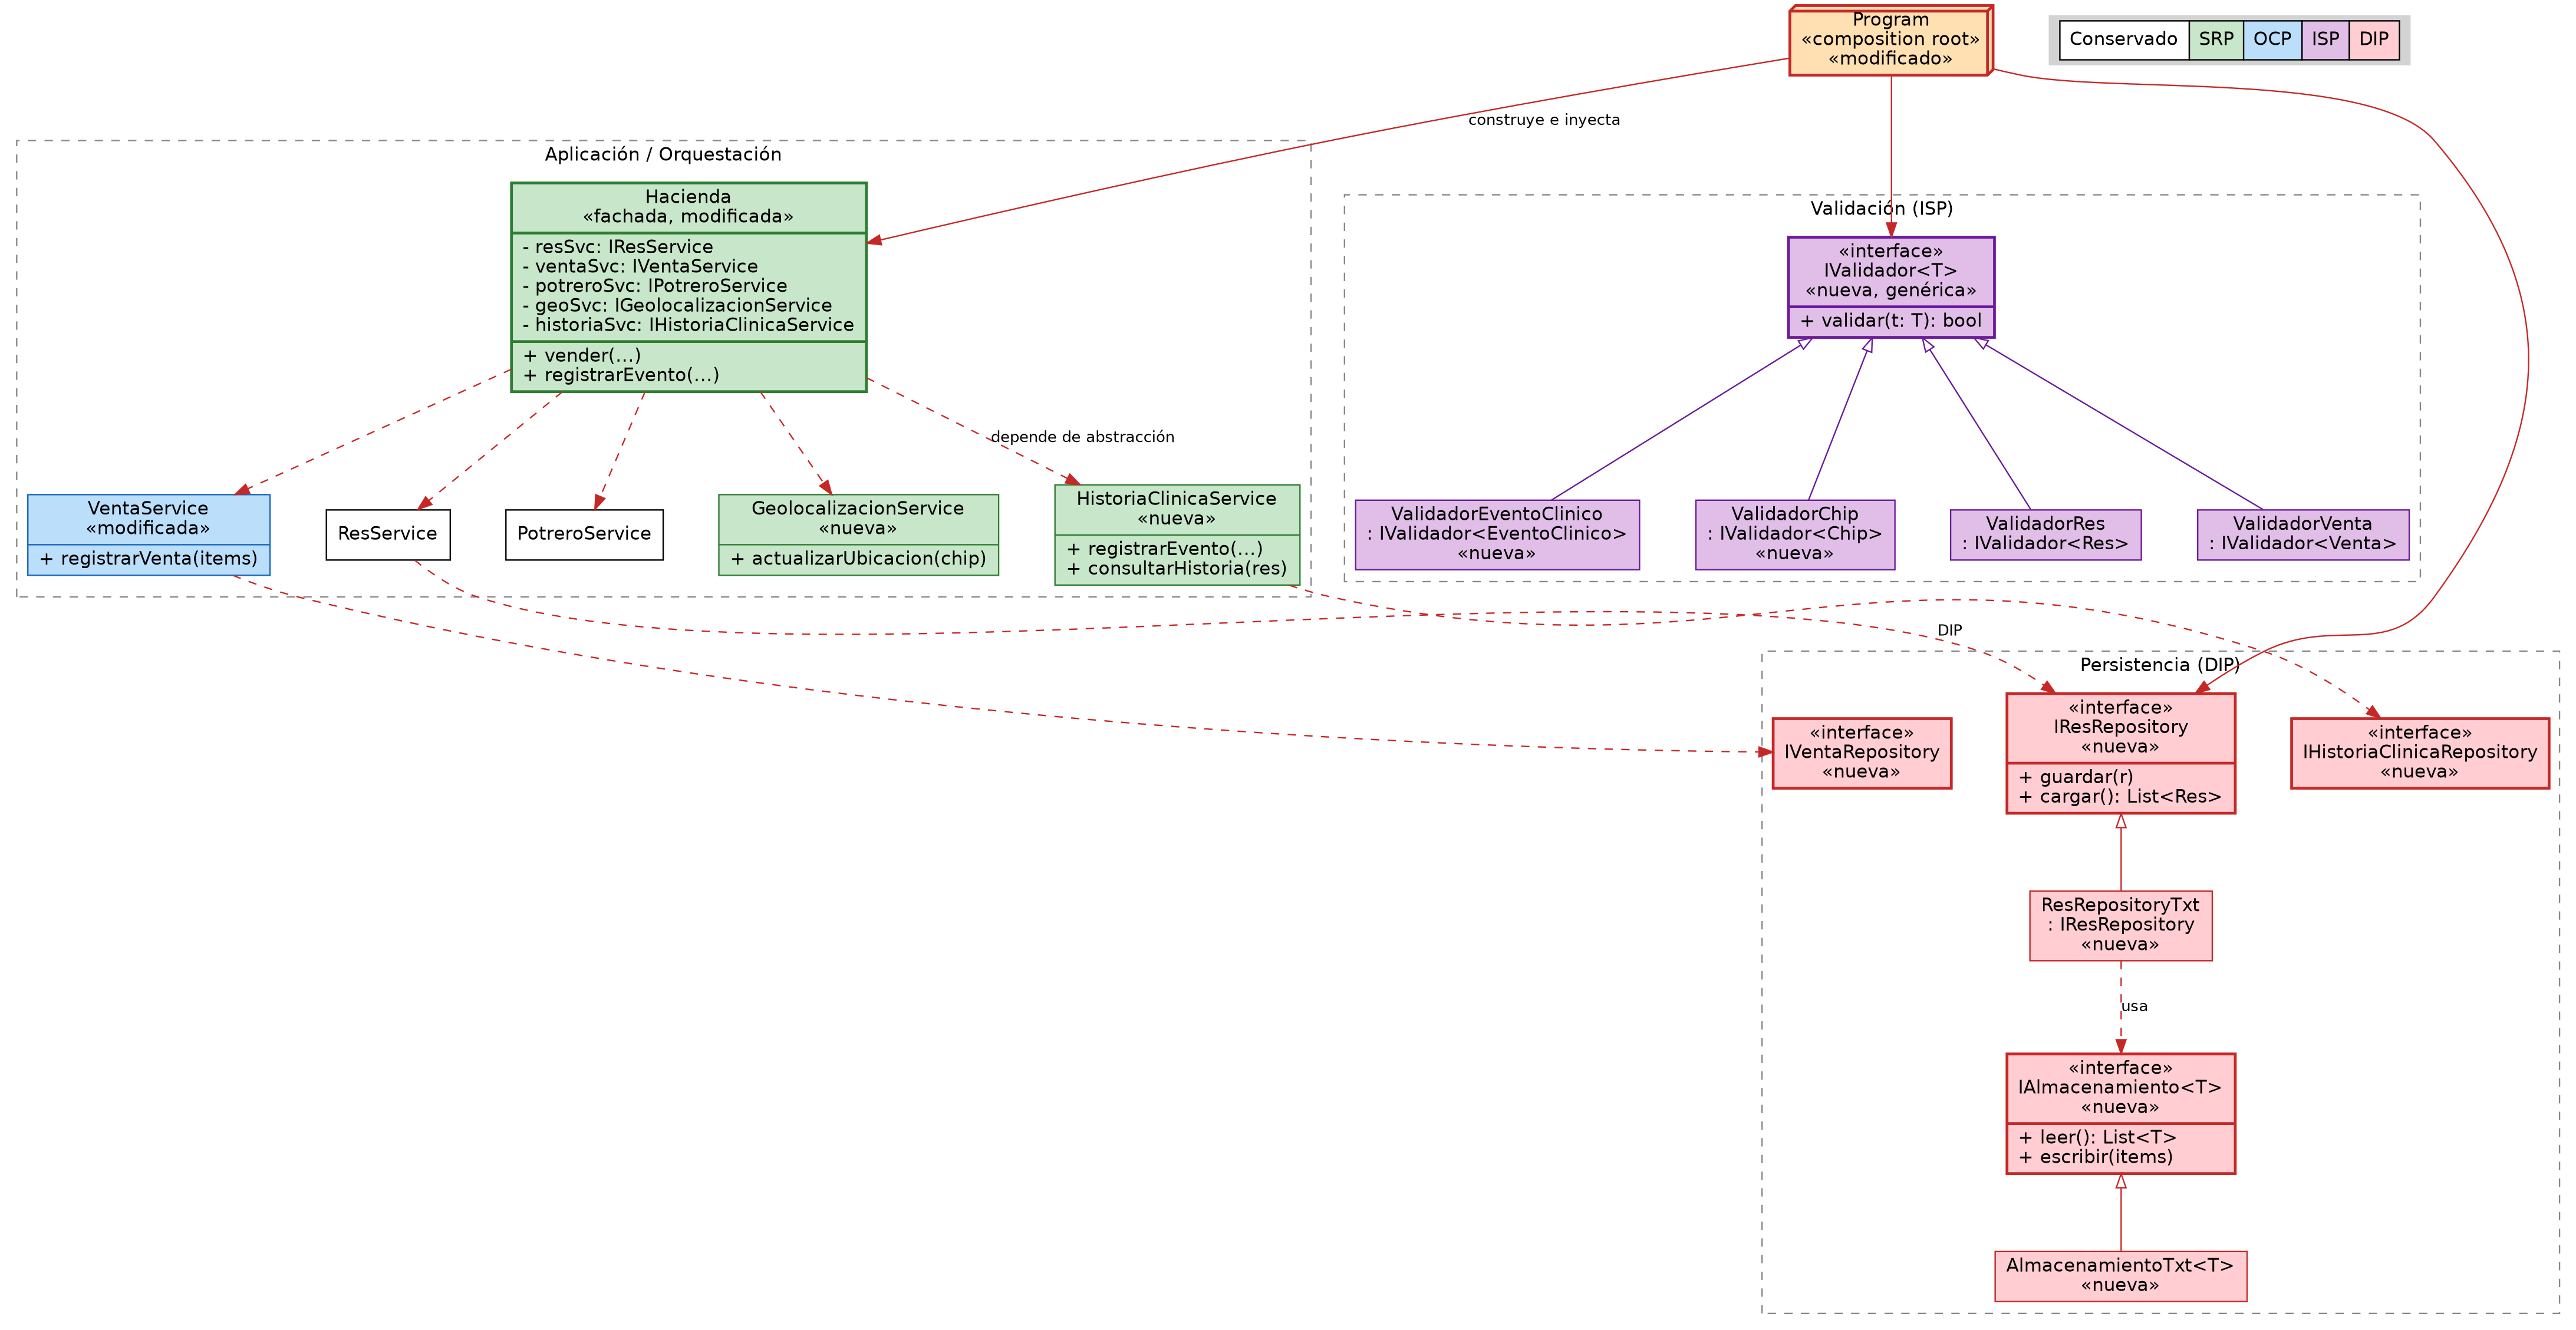 Program
«composition root»
«modificado»
Conservado
SRP
OCP
ISP
DIP
construye e inyecta
Aplicación / Orquestación
Hacienda
«fachada, modificada»
- resSvc: IResService
- ventaSvc: IVentaService
- potreroSvc: IPotreroService
- geoSvc: IGeolocalizacionService
- historiaSvc: IHistoriaClinicaService
+ vender(...)
+ registrarEvento(...)
depende de abstracción
VentaService
«modificada»
+ registrarVenta(items)
ResService
PotreroService
GeolocalizacionService
«nueva»
+ actualizarUbicacion(chip)
HistoriaClinicaService
«nueva»
+ registrarEvento(...)
+ consultarHistoria(res)
Validación (ISP)
«interface»
IValidador<T>
«nueva, genérica»
+ validar(t: T): bool
ValidadorEventoClinico
: IValidador<EventoClinico>
«nueva»
ValidadorChip
: IValidador<Chip>
«nueva»
ValidadorRes
: IValidador<Res>
ValidadorVenta
: IValidador<Venta>
DIP
Persistencia (DIP)
«interface»
IVentaRepository
«nueva»
«interface»
IResRepository
«nueva»
+ guardar(r)
+ cargar(): List<Res>
«interface»
IHistoriaClinicaRepository
«nueva»
ResRepositoryTxt
: IResRepository
«nueva»
usa
«interface»
IAlmacenamiento<T>
«nueva»
+ leer(): List<T>
+ escribir(items)
AlmacenamientoTxt<T>
«nueva»